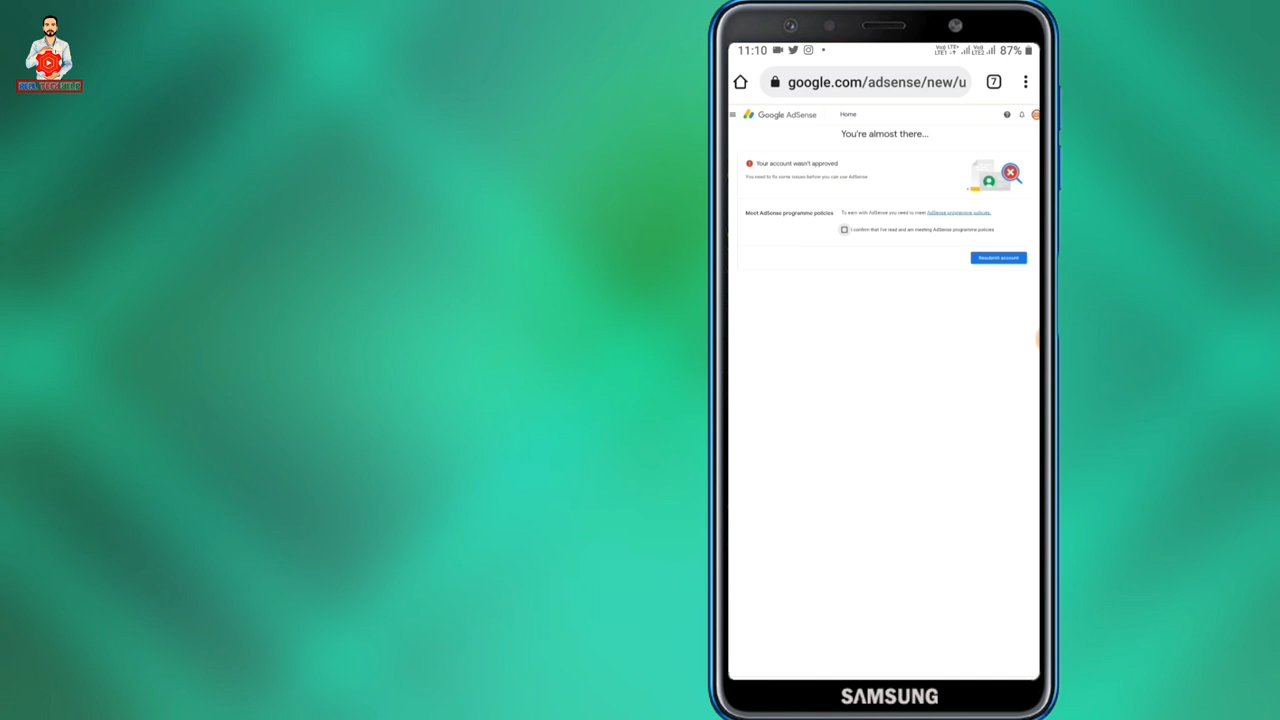 11:10
87%
google.com/adsense/new/u
7
Google AdSense
Home
You're almost there...
Your account wasn't approved
You need to fix some issues before you can use AdSense
Meet AdSense programme policies
To earn with AdSense you need to meet AdSense programme policies.
I confirm that I've read and am meeting AdSense programme policies
Resubmit account
SAMSUNG